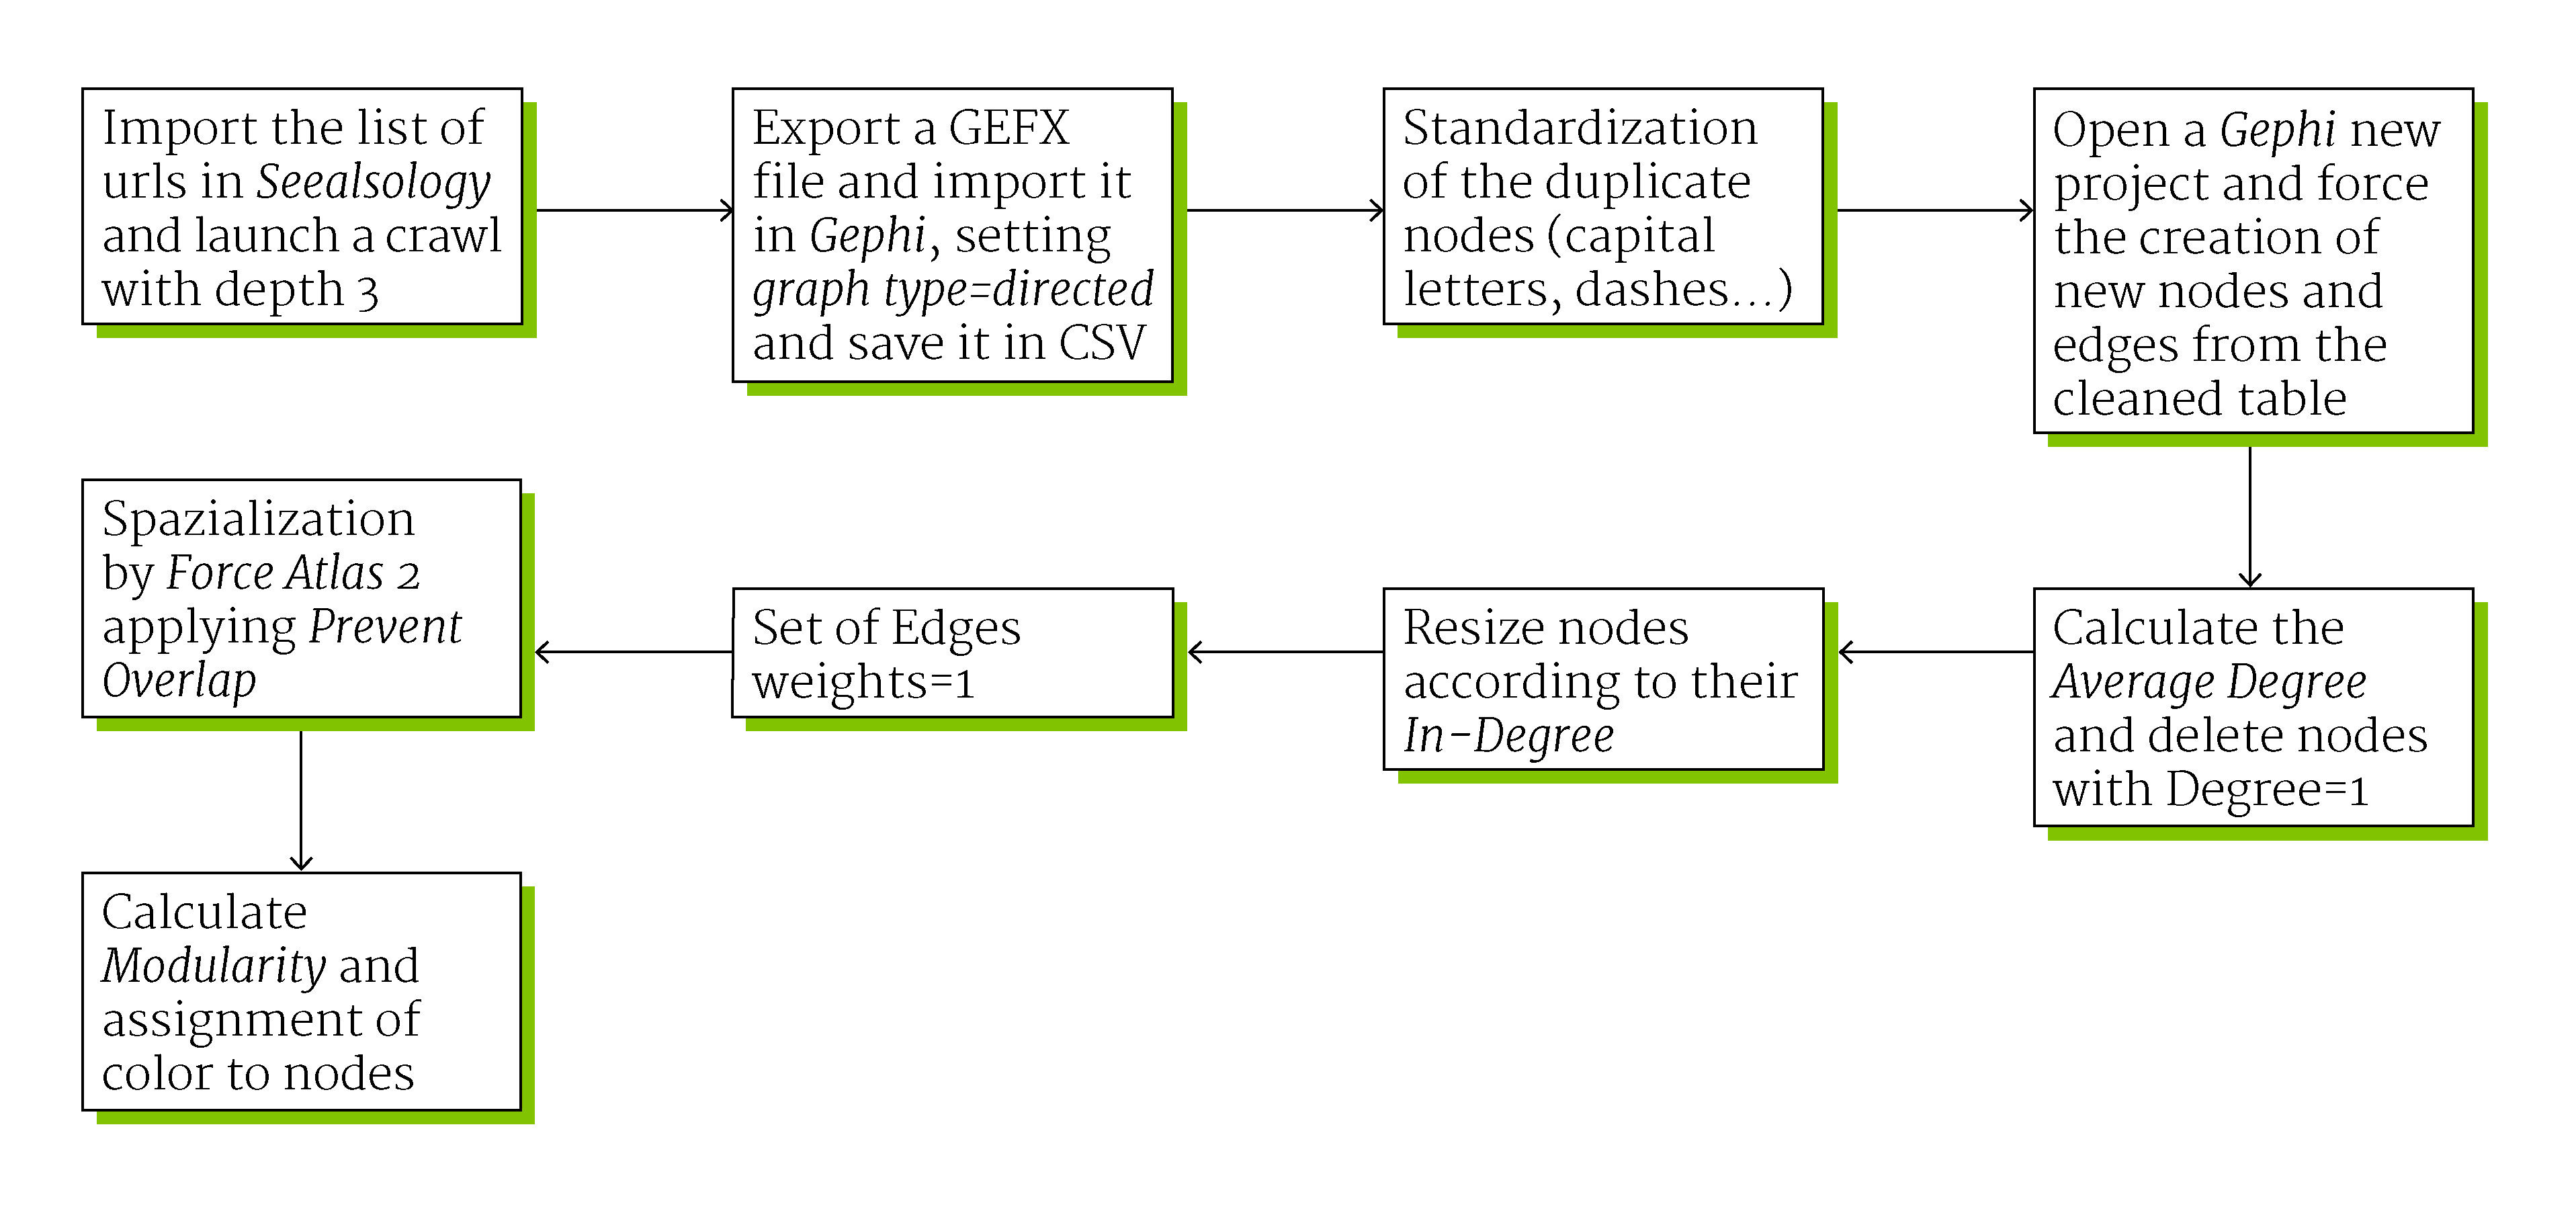 Import the list of
urls in Seealsology
and launch a crawl
with depth 3
Export a GEFX
file and import it
in Gephi, setting
graph type=directed
and save it in CSV
Standardization
of the duplicate
nodes (capital
letters, dashes...)
Open a Gephi new
project and force
the creation of
new nodes and
edges from the
cleaned table
Calculate the
Average Degree
and delete nodes
with Degree=1
Resize nodes
according to their
In-Degree
Set of Edges
weights=1
Spazialization
by Force Atlas 2
applying Prevent
Overlap
Calculate
Modularity and
assignment of
color to nodes